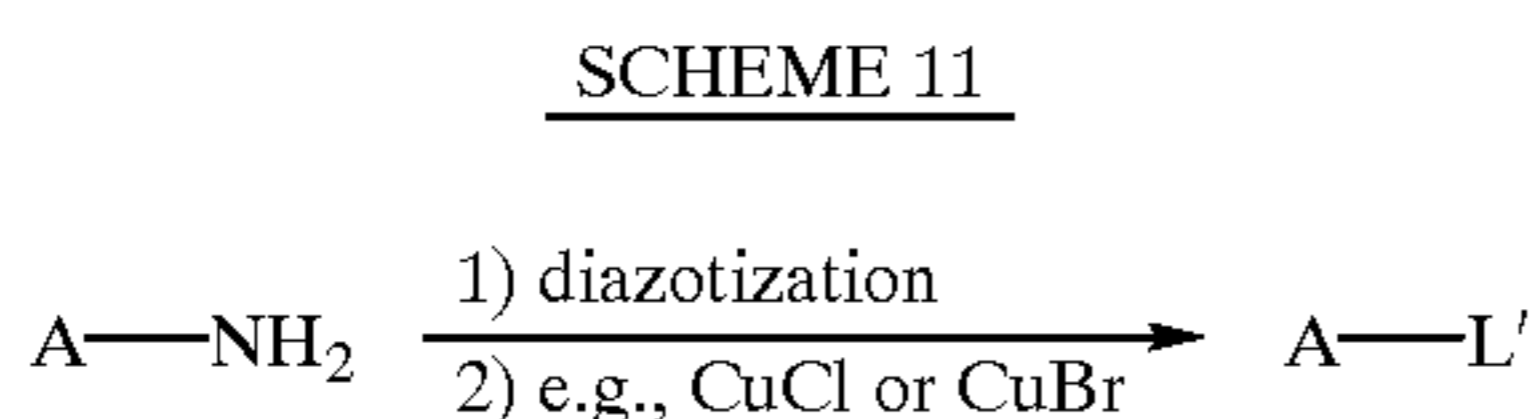 SCHEME 11
1) diazotization
A—NH₂ A—L′
2) e.g., CuCl or CuBr